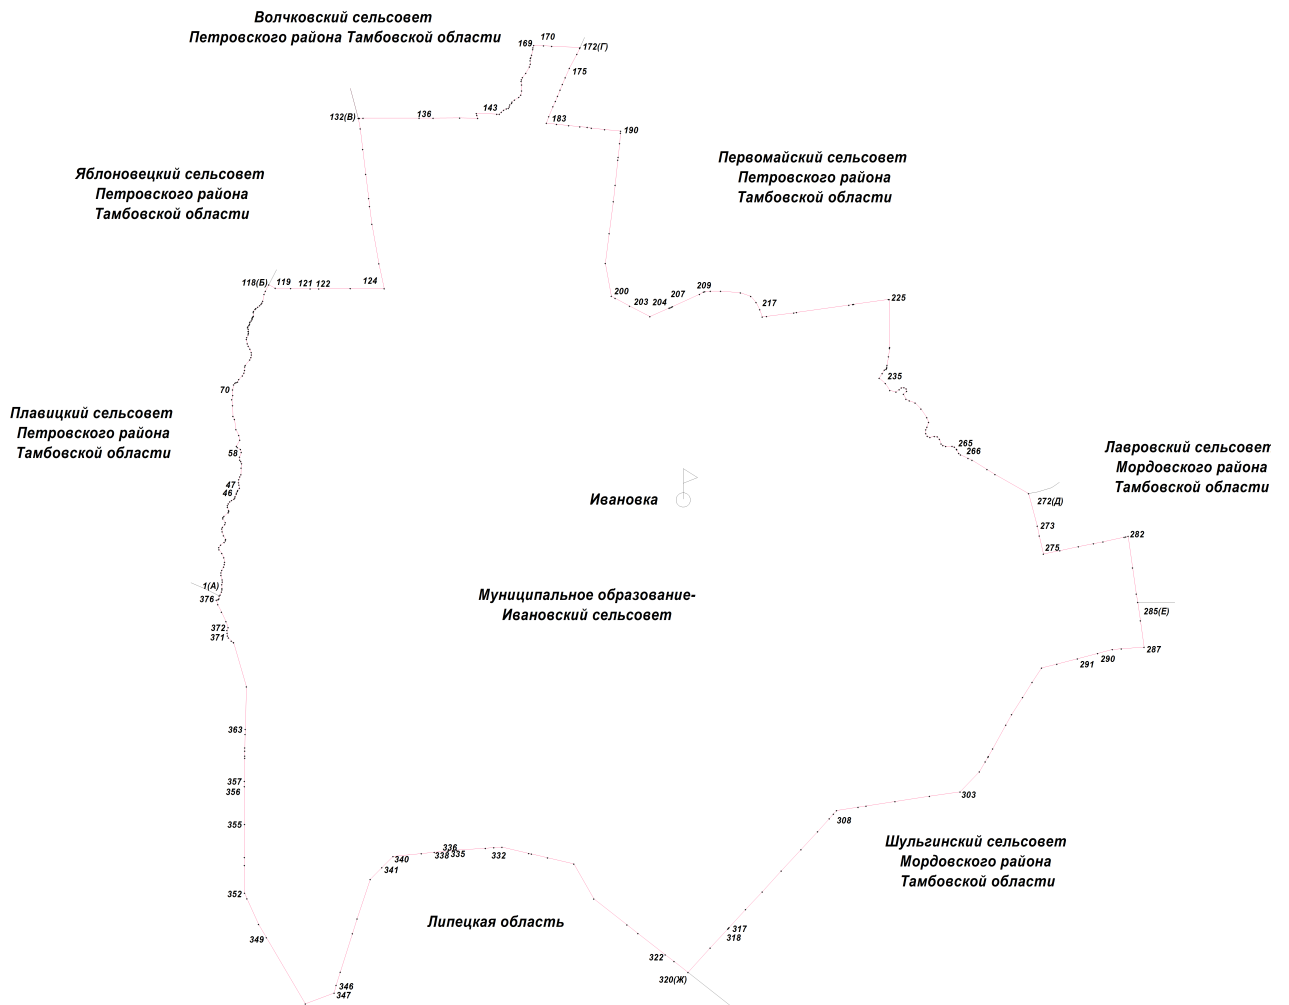 Волчковский сельсовет
Петровского района Тамбовской области
169
170
172(Г)
175
132(В)
136
143
183
190
Яблоновецкий сельсовет
Петровского района
Тамбовской области
Первомайский сельсовет
Петровского района
Тамбовской области
118(Б)
119
121
122
124
200
203
204
207
209
217
225
235
70
Плавицкий сельсовет
Петровского района
Тамбовской области
58
47
46
265
266
272(Д)
273
275
282
Лавровский сельсовет
Мордовского района
Тамбовской области
Ивановка
1(А)
376
372
371
Муниципальное образование-
Ивановский сельсовет
285(Е)
287
290
291
363
357
356
355
352
349
303
308
Шульгинский сельсовет
Мордовского района
Тамбовской области
336
338
335
332
340
341
Липецкая область
317
318
322
320(Ж)
346
347